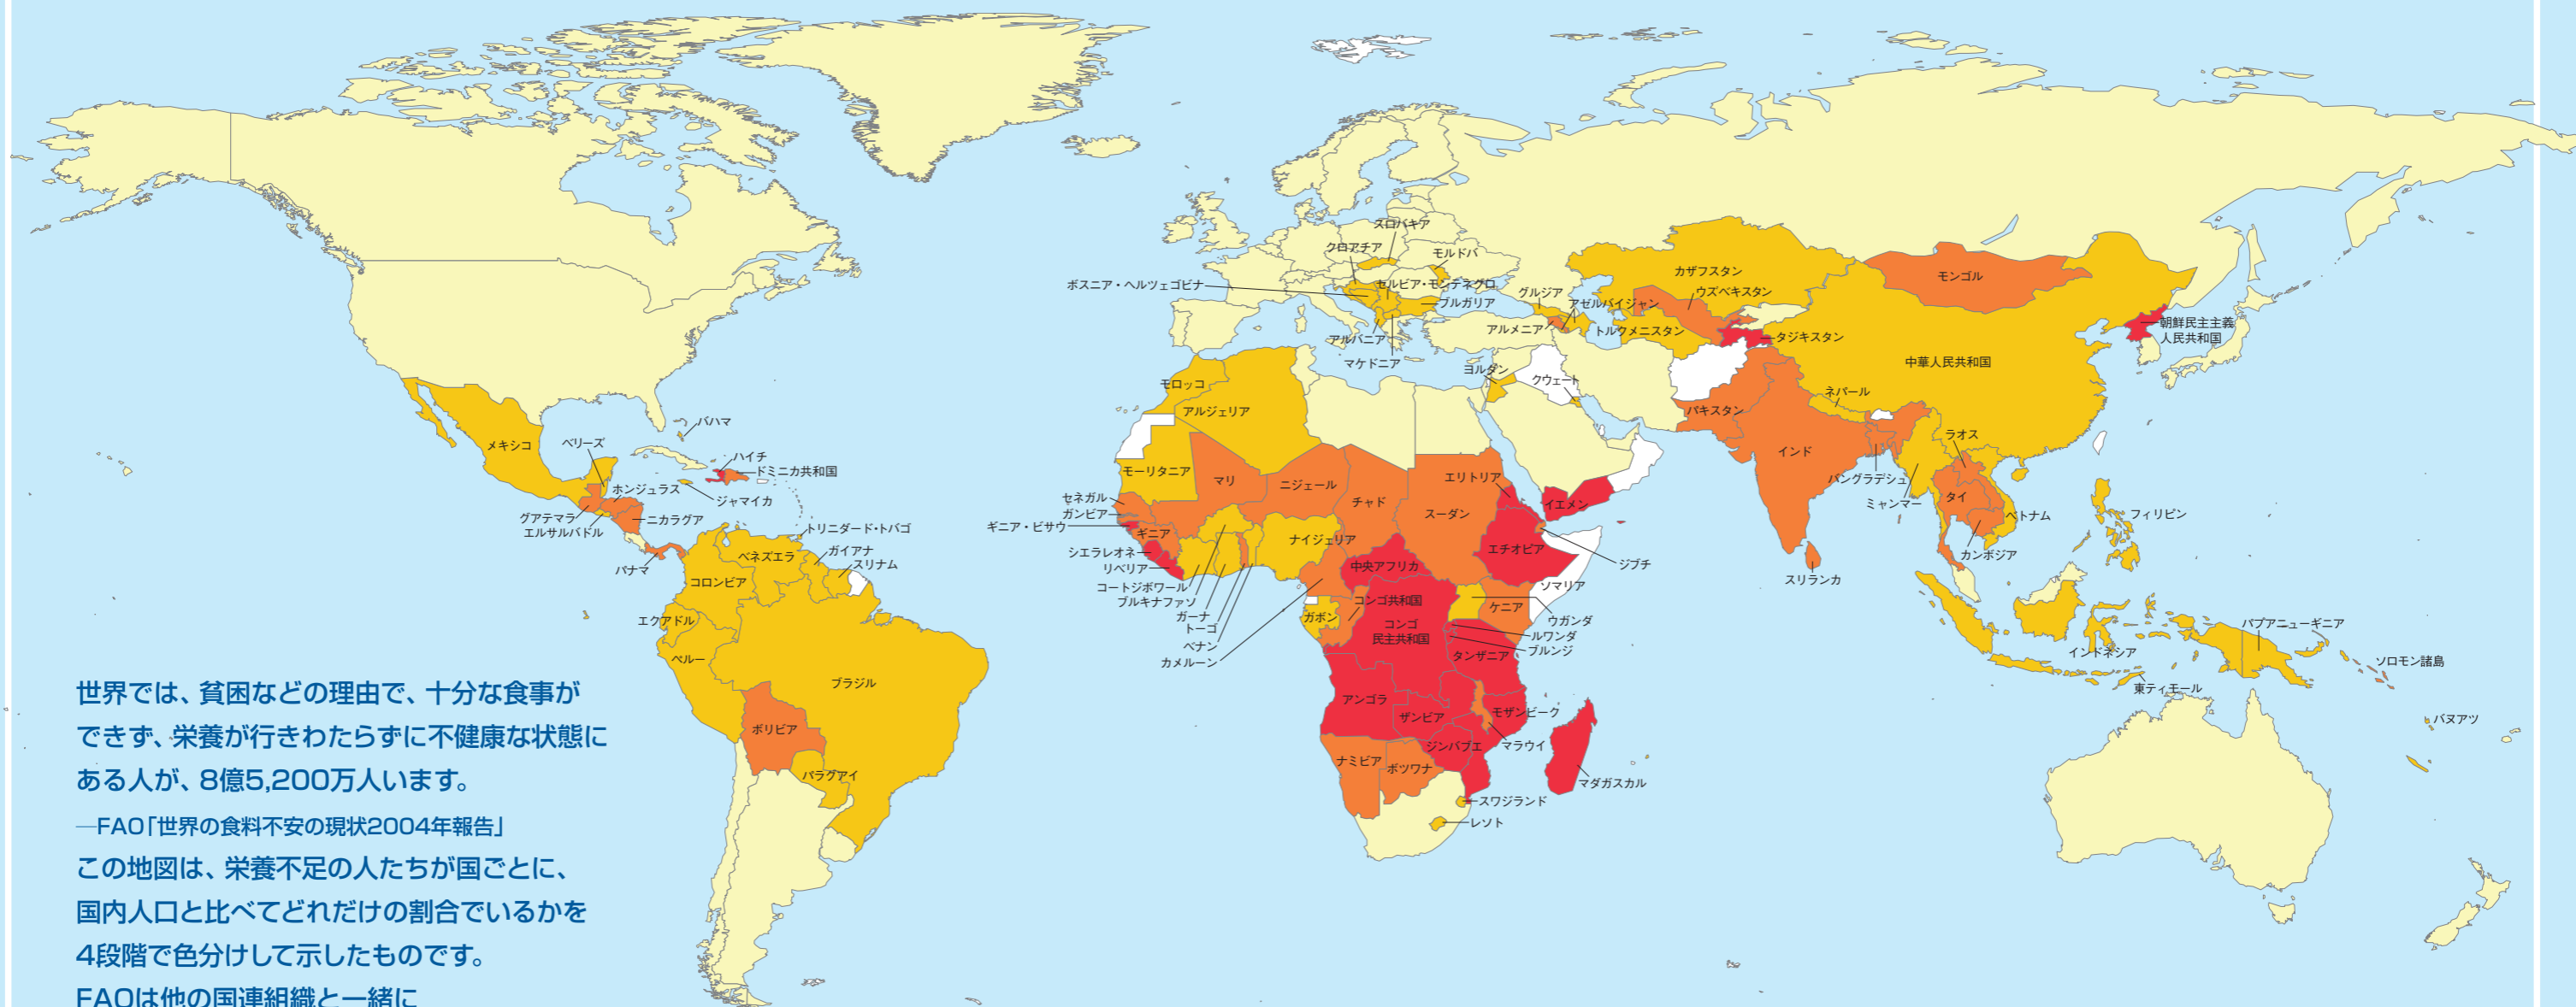 スロバキア
クロアチア
モルドバ
ボスニア・ヘルツェゴビナ
セルビア・モンテネグロ
ブルガリア
アルバニア
マケドニア
グルジア
アゼルバイジャン
アルメニア
カザフスタン
ウズベキスタン
トルクメニスタン
タジキスタン
モンゴル
朝鮮民主主義
人民共和国
中華人民共和国
ヨルダン
クウェート
ネパール
パキスタン
インド
バングラデシュ
ミャンマー
ラオス
タイ
ベトナム
カンボジア
フィリピン
スリランカ
メキシコ
ベリーズ
バハマ
ハイチ
ドミニカ共和国
ジャマイカ
ホンジュラス
グアテマラ
エルサルバドル
ニカラグア
パナマ
トリニダード・トバゴ
ベネズエラ
ガイアナ
スリナム
コロンビア
エクアドル
ペルー
ブラジル
ボリビア
パラグアイ
モロッコ
アルジェリア
モーリタニア
マリ
ニジェール
チャド
スーダン
エリトリア
イエメン
セネガル
ガンビア
ギニア・ビサウ
ギニア
シエラレオネ
リベリア
コートジボワール
ブルキナファソ
ガーナ
トーゴ
ベナン
カメルーン
ナイジェリア
中央アフリカ
エチオピア
ジブチ
ソマリア
ケニア
ウガンダ
ルワンダ
ブルンジ
ガボン
コンゴ共和国
コンゴ
民主共和国
タンザニア
アンゴラ
ザンビア
モザンビーク
マラウイ
ジンバブエ
ナミビア
ボツワナ
マダガスカル
スワジランド
レソト
インドネシア
東ティモール
パプアニューギニア
ソロモン諸島
バヌアツ
世界では、貧困などの理由で、十分な食事が
できず、栄養が行きわたらずに不健康な状態に
ある人が、8億5,200万人います。
—FAO「世界の食料不安の現状2004年報告」
この地図は、栄養不足の人たちが国ごとに、
国内人口と比べてどれだけの割合でいるかを
4段階で色分けして示したものです。
FAOは他の国連組織と一緒に